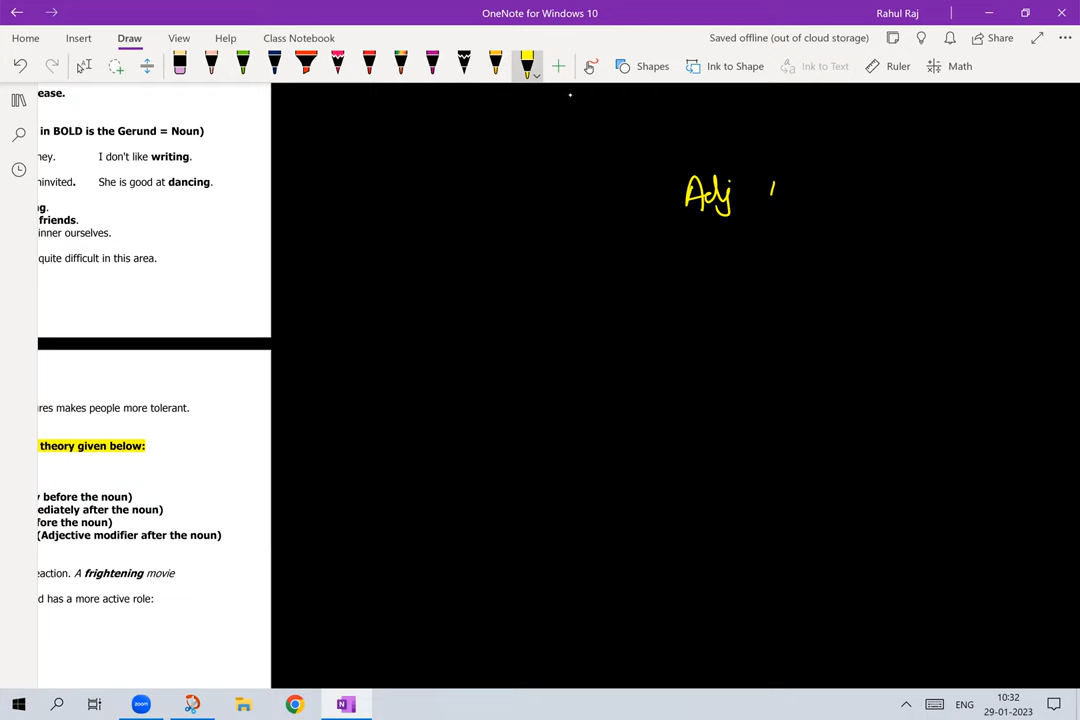 OneNote for Windows 10
Rahul Raj
Home Insert Draw View Help Class Notebook
Saved offline (out of cloud storage)
Share
Shapes Ink to Shape Ink to Text Ruler Math
ease.
in BOLD is the Gerund = Noun)
ney. I don't like writing.
ninvited. She is good at dancing.
g.
friends.
inner ourselves.
quite difficult in this area.
ures makes people more tolerant.
theory given below:
y before the noun)
ediately after the noun)
fore the noun)
(Adjective modifier after the noun)
eaction. A frightening movie
d has a more active role:
Adj
zoom
ENG
10:32
29-01-2023